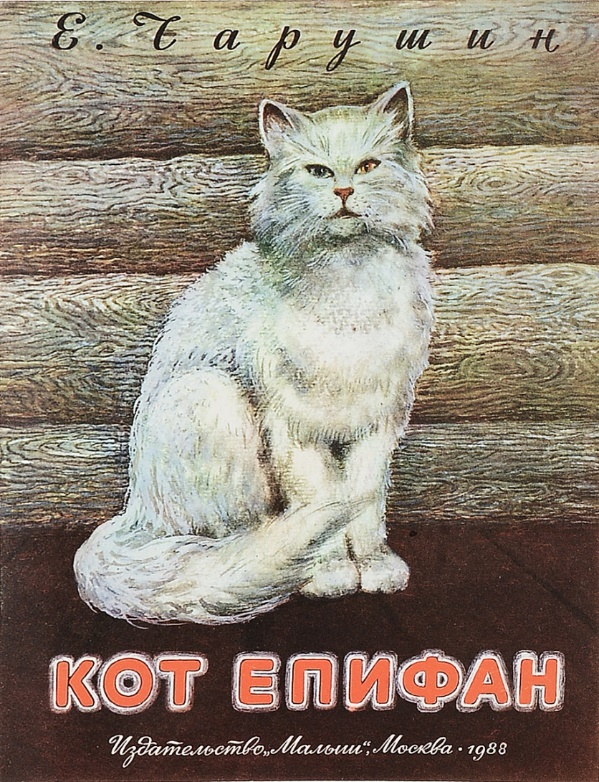 Е. Чарушин
КОТ ЕПИФАН
Издательство „Малыш“, Москва · 1988